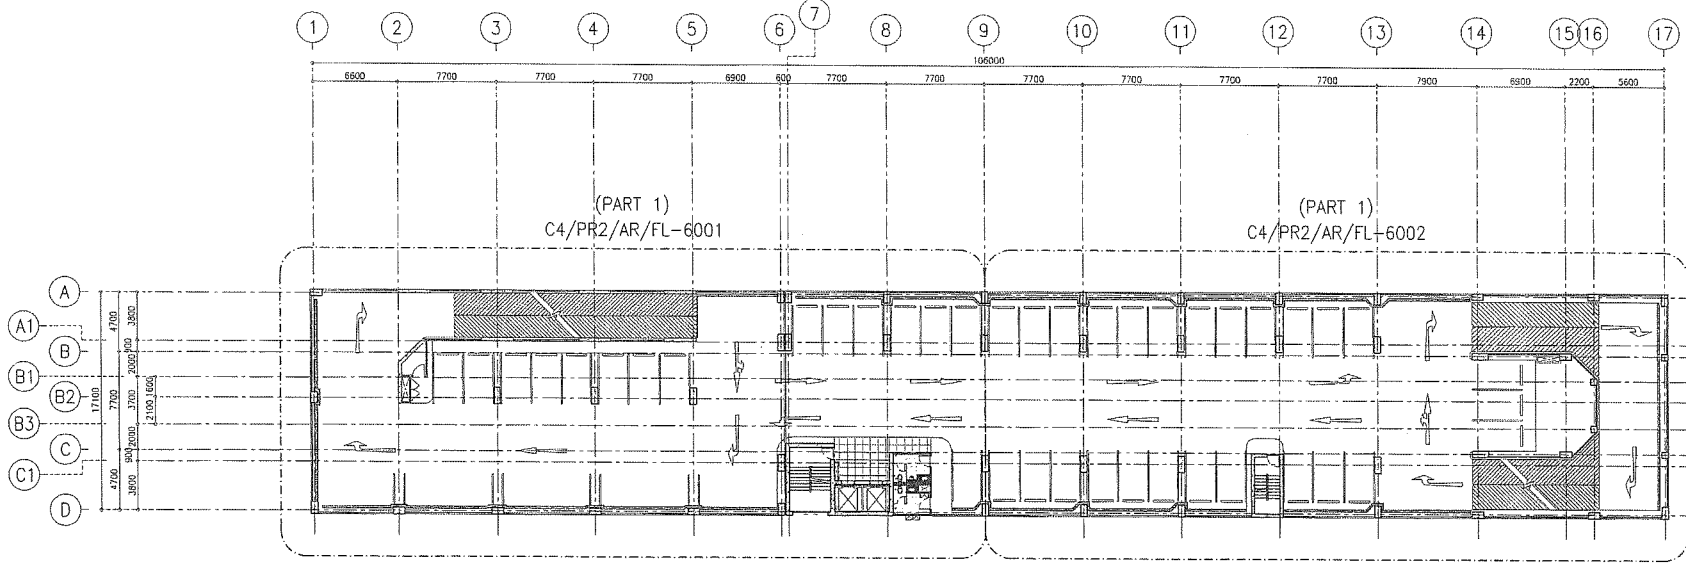 1 2 3 4 5 6 7 8 9 10 11 12 13 14 15 16 17
106000
6600 7700 7700 7700 6900 600 7700 7700 7700 7700 7700 7700 7900 6900 2200 5600
(PART 1)
C4/PR2/AR/FL-6001
(PART 1)
C4/PR2/AR/FL-6002
A
A1
B
B1
B2
B3
C
C1
D
17100
4700 7700 4700
3800 900 2000 3700 2000 900 3800
2100 1600